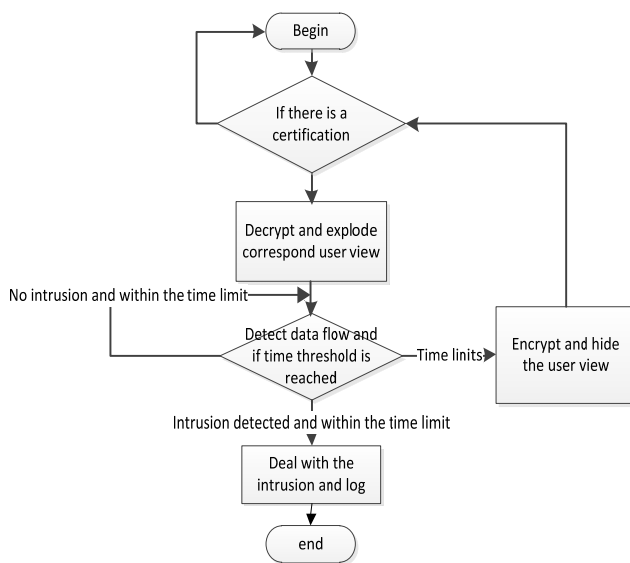 Begin
If there is a
certification
Decrypt and explode
correspond user view
No intrusion and within the time limit
Detect data flow and
if time threshold is
reached
Time linits
Encrypt and hide
the user view
Intrusion detected and within the time limit
Deal with the
intrusion and log
end